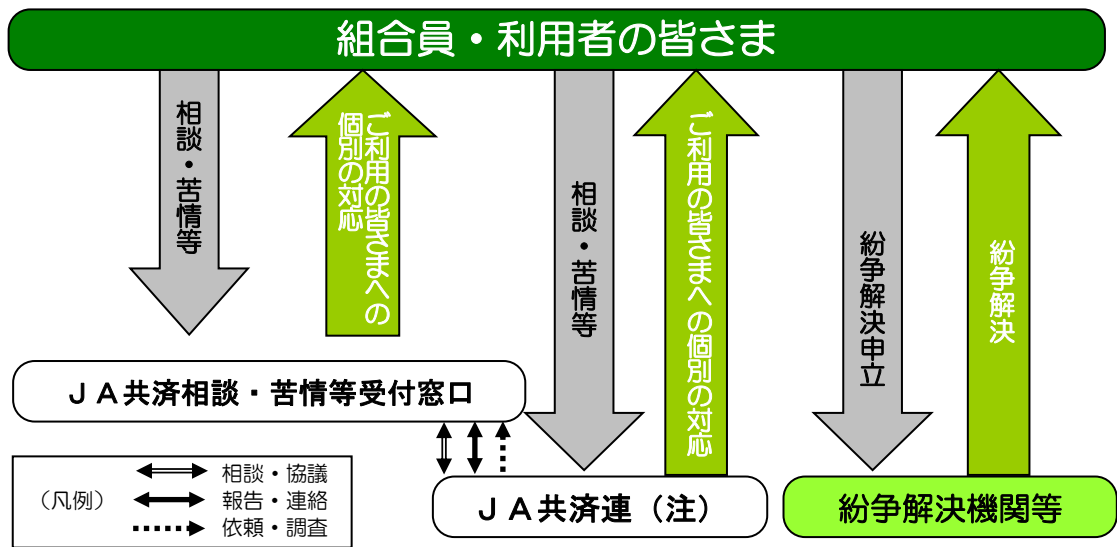 組合員・利用者の皆さま
相談・苦情等
ご利用の皆さまへの
個別の対応
相談・苦情等
ご利用の皆さまへの個別の対応
紛争解決申立
紛争解決
ＪＡ共済相談・苦情等受付窓口
（凡例）
相談・協議
報告・連絡
依頼・調査
ＪＡ共済連（注）
紛争解決機関等